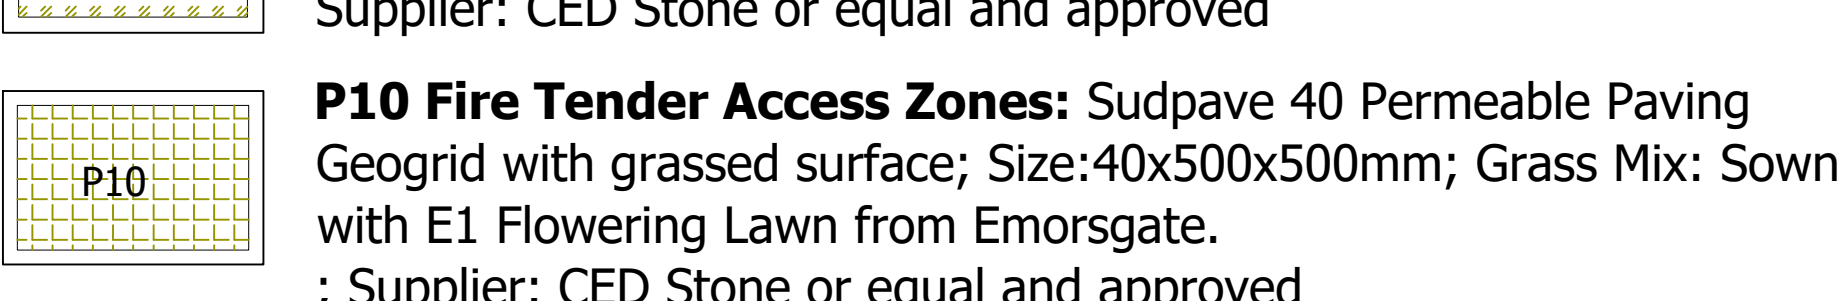 Supplier: CED Stone or equal and approved
P10 Fire Tender Access Zones: Sudpave 40 Permeable Paving
P10
Geogrid with grassed surface; Size:40x500x500mm; Grass Mix: Sown
with E1 Flowering Lawn from Emorsgate.
; Supplier: CED Stone or equal and approved